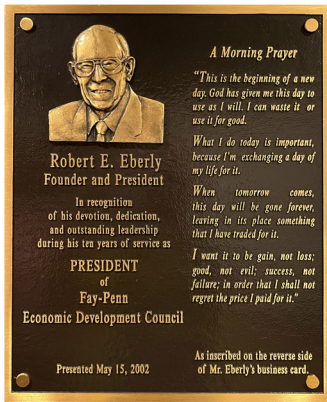 Robert E. Eberly
Founder and President
In recognition
of his devotion, dedication,
and outstanding leadership
during his ten years of service as
PRESIDENT
of
Fay-Penn
Economic Development Council
Presented May 15, 2002
A Morning Prayer
"This is the beginning of a new
day. God has given me this day to
use as I will. I can waste it or
use it for good.
What I do today is important,
because I'm exchanging a day of
my life for it.
When tomorrow comes,
this day will be gone forever,
leaving in its place something
that I have traded for it.
I want it to be gain, not loss;
good, not evil; success, not
failure; in order that I shall not
regret the price I paid for it."
As inscribed on the reverse side
of Mr. Eberly's business card.